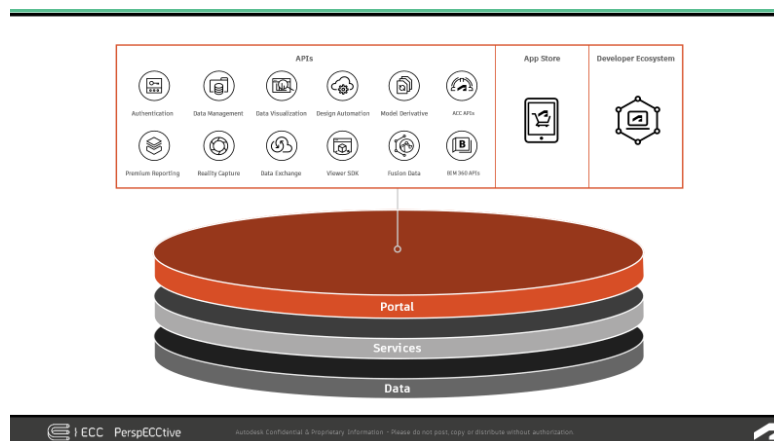 APIs
App Store
Developer Ecosystem
Authentication
Data Management
Data Visualization
Design Automation
Model Derivative
ACC APIs
Premium Reporting
Reality Capture
Data Exchange
Viewer SDK
B
Fusion Data
BIM 360 APIs
Portal
Services
Data
ECC PerspECCtive
Autodesk Confidential & Proprietary Information - Please do not post, copy or distribute without authorization.